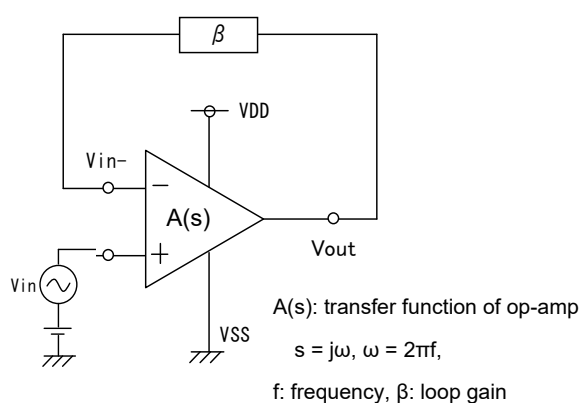 β
VDD
Vin-
−
A(s)
+
Vout
Vin
VSS
A(s): transfer function of op-amp
s = jω, ω = 2πf,
f: frequency, β: loop gain